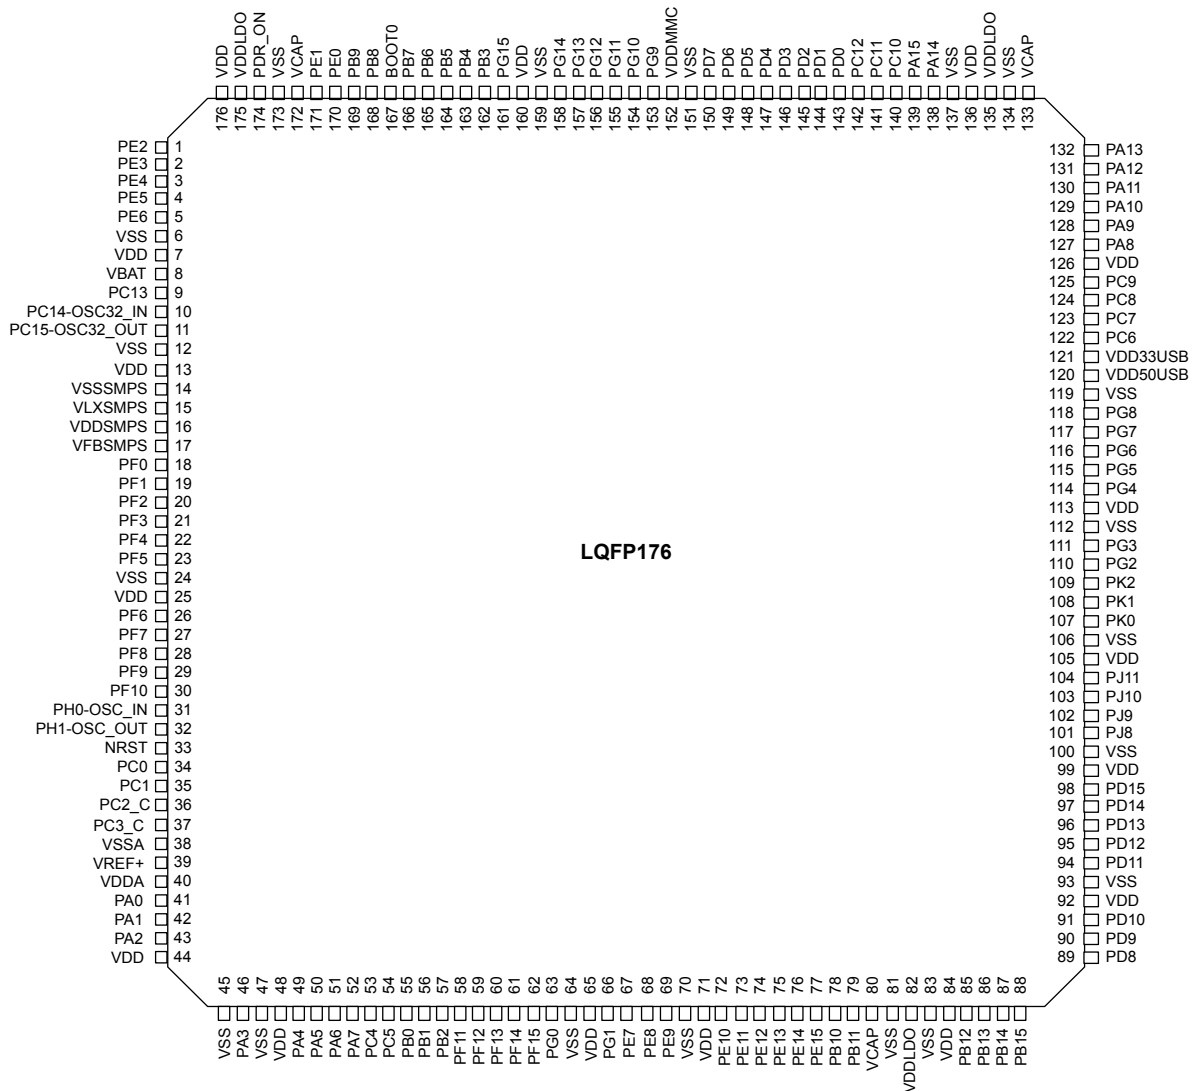 VDD
VDDLDO
PDR_ON
VSS
VCAP
PE1
PE0
PB9
PB8
BOOT0
PB7
PB6
PB5
PB4
PB3
PG15
VDD
VSS
PG14
PG13
PG12
PG11
PG10
PG9
VDDMMC
VSS
PD7
PD6
PD5
PD4
PD3
PD2
PD1
PD0
PC12
PC11
PC10
PA15
PA14
VSS
VDD
VDDLDO
VSS
VCAP
176
175
174
173
172
171
170
169
168
167
166
165
164
163
162
161
160
159
158
157
156
155
154
153
152
151
150
149
148
147
146
145
144
143
142
141
140
139
138
137
136
135
134
133
PE2 1
PE3 2
PE4 3
PE5 4
PE6 5
VSS 6
VDD 7
VBAT 8
PC13 9
PC14-OSC32_IN 10
PC15-OSC32_OUT 11
VSS 12
VDD 13
VSSSMPS 14
VLXSMPS 15
VDDSMPS 16
VFBSMPS 17
PF0 18
PF1 19
PF2 20
PF3 21
PF4 22
PF5 23
VSS 24
VDD 25
PF6 26
PF7 27
PF8 28
PF9 29
PF10 30
PH0-OSC_IN 31
PH1-OSC_OUT 32
NRST 33
PC0 34
PC1 35
PC2_C 36
PC3_C 37
VSSA 38
VREF+ 39
VDDA 40
PA0 41
PA1 42
PA2 43
VDD 44
LQFP176
132 PA13
131 PA12
130 PA11
129 PA10
128 PA9
127 PA8
126 VDD
125 PC9
124 PC8
123 PC7
122 PC6
121 VDD33USB
120 VDD50USB
119 VSS
118 PG8
117 PG7
116 PG6
115 PG5
114 PG4
113 VDD
112 VSS
111 PG3
110 PG2
109 PK2
108 PK1
107 PK0
106 VSS
105 VDD
104 PJ11
103 PJ10
102 PJ9
101 PJ8
100 VSS
99 VDD
98 PD15
97 PD14
96 PD13
95 PD12
94 PD11
93 VSS
92 VDD
91 PD10
90 PD9
89 PD8
45
46
47
48
49
50
51
52
53
54
55
56
57
58
59
60
61
62
63
64
65
66
67
68
69
70
71
72
73
74
75
76
77
78
79
80
81
82
83
84
85
86
87
88
VSS
PA3
VSS
VDD
PA4
PA5
PA6
PA7
PC4
PC5
PB0
PB1
PB2
PF11
PF12
PF13
PF14
PF15
PG0
VSS
VDD
PG1
PE7
PE8
PE9
VSS
VDD
PE10
PE11
PE12
PE13
PE14
PE15
PB10
PB11
VCAP
VSS
VDDLDO
VSS
VDD
PB12
PB13
PB14
PB15